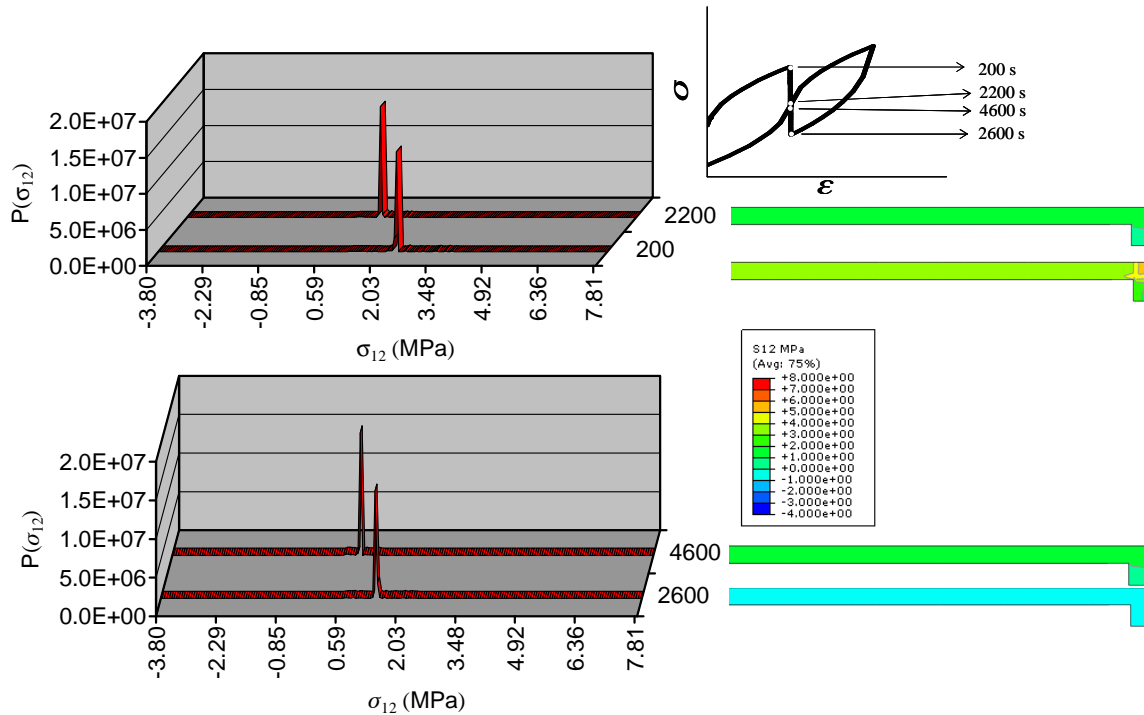 2.0E+07
1.5E+07
1.0E+07
5.0E+06
0.0E+00
P(σ12)
-3.80
-2.29
-0.85
0.59
2.03
3.48
4.92
6.36
7.81
σ12 (MPa)
2200
200
σ
ε
200 s
2200 s
4600 s
2600 s
S12 MPa
(Avg: 75%)
+8.000e+00
+7.000e+00
+6.000e+00
+5.000e+00
+4.000e+00
+3.000e+00
+2.000e+00
+1.000e+00
+0.000e+00
-1.000e+00
-2.000e+00
-3.000e+00
-4.000e+00
2.0E+07
1.5E+07
1.0E+07
5.0E+06
0.0E+00
P(σ12)
-3.80
-2.29
-0.85
0.59
2.03
3.48
4.92
6.36
7.81
σ12 (MPa)
4600
2600